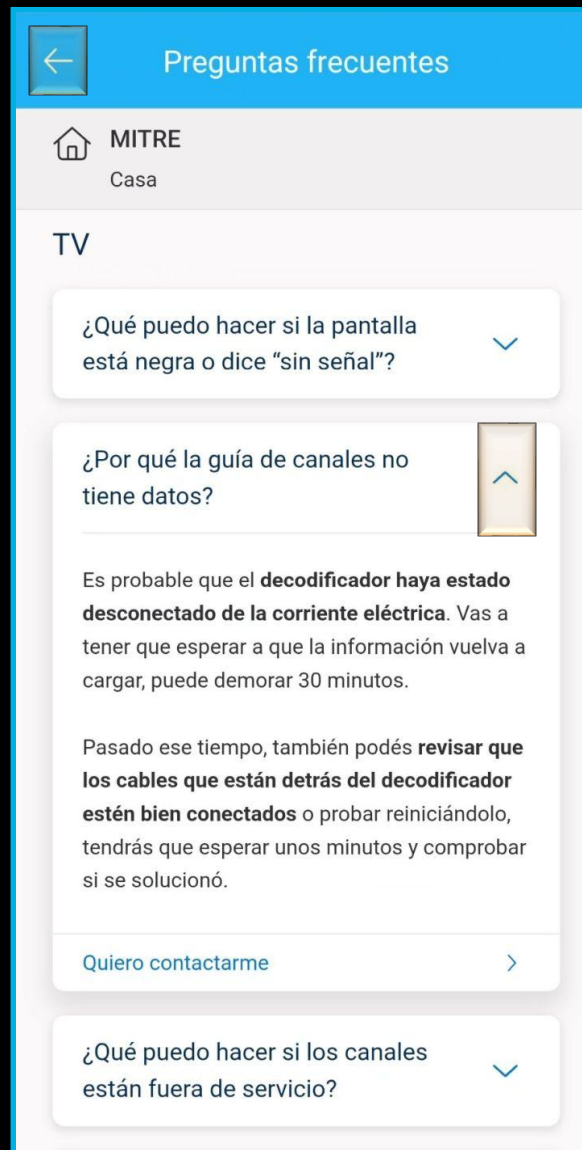 Preguntas frecuentes
MITRE
Casa
TV
¿Qué puedo hacer si la pantalla
está negra o dice “sin señal”?
¿Por qué la guía de canales no
tiene datos?
Es probable que el decodificador haya estado
desconectado de la corriente eléctrica. Vas a
tener que esperar a que la información vuelva a
cargar, puede demorar 30 minutos.
Pasado ese tiempo, también podés revisar que
los cables que están detrás del decodificador
estén bien conectados o probar reiniciándolo,
tendrás que esperar unos minutos y comprobar
si se solucionó.
Quiero contactarme
¿Qué puedo hacer si los canales
están fuera de servicio?